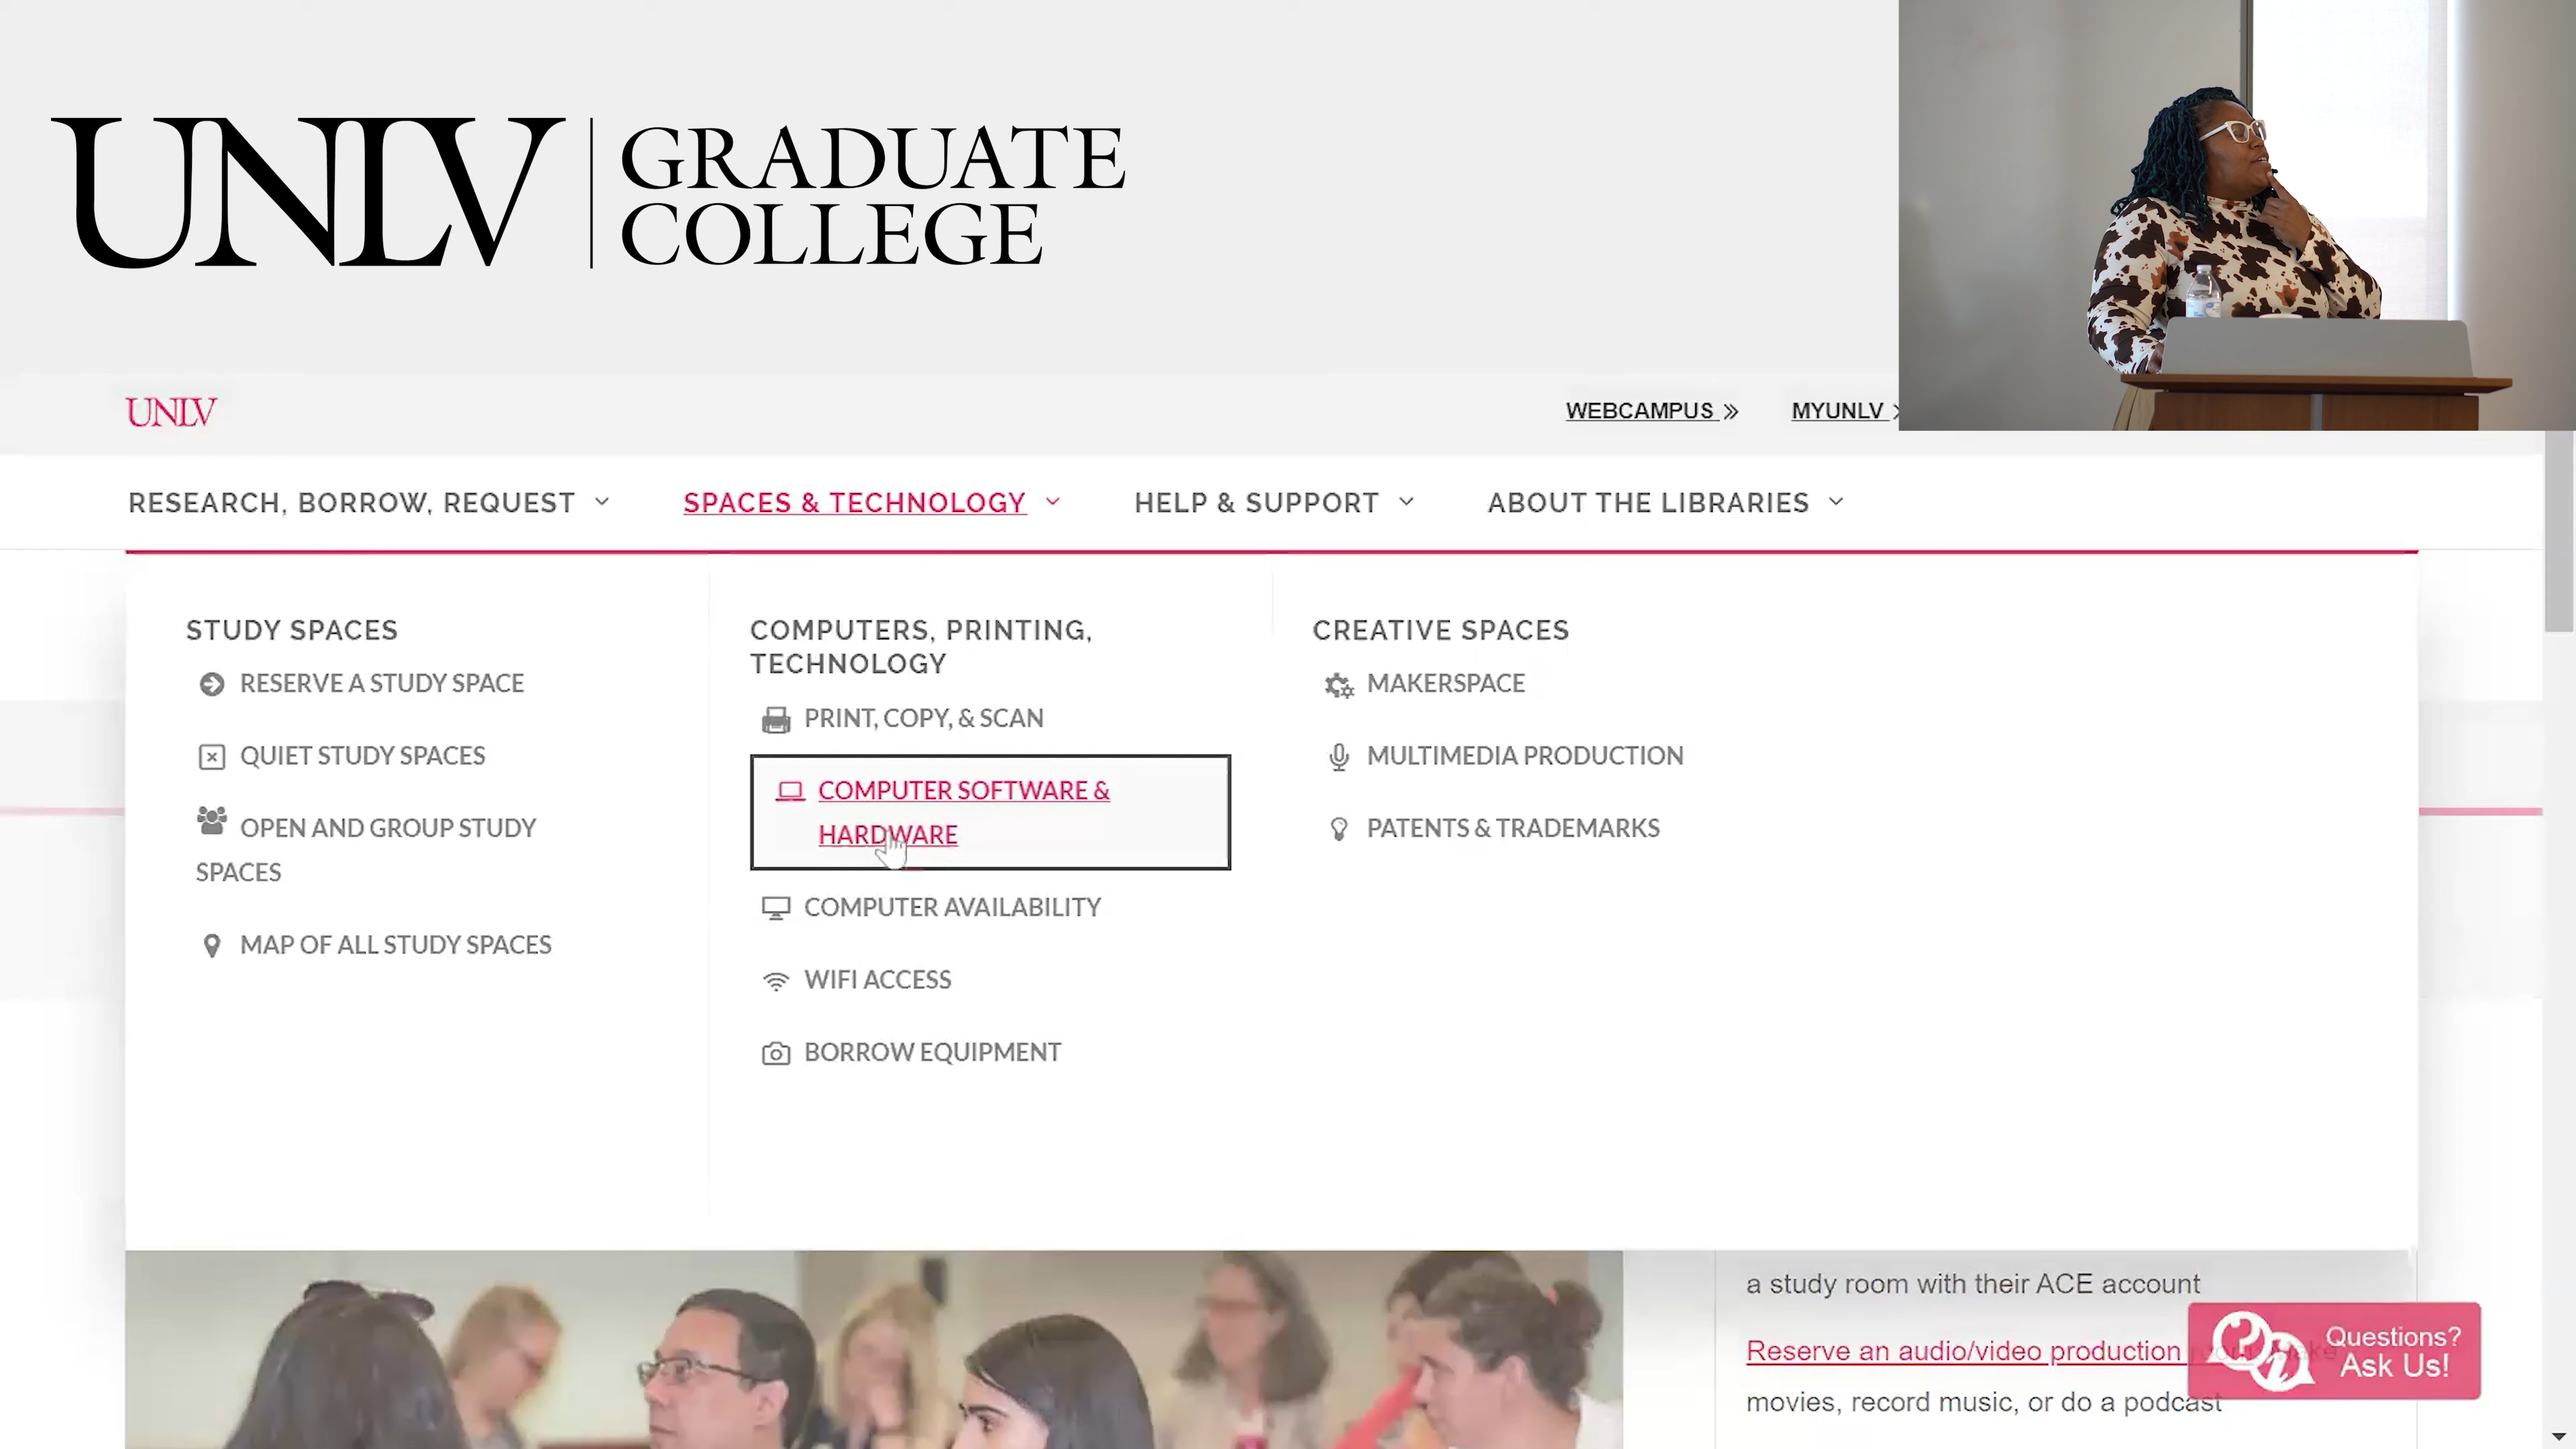 UNLV GRADUATE
COLLEGE
UNLV
WEBCAMPUS
MYUNLV
RESEARCH, BORROW, REQUEST
SPACES & TECHNOLOGY
HELP & SUPPORT
ABOUT THE LIBRARIES
STUDY SPACES
RESERVE A STUDY SPACE
QUIET STUDY SPACES
OPEN AND GROUP STUDY
SPACES
MAP OF ALL STUDY SPACES
COMPUTERS, PRINTING,
TECHNOLOGY
PRINT, COPY, & SCAN
COMPUTER SOFTWARE &
HARDWARE
COMPUTER AVAILABILITY
WIFI ACCESS
BORROW EQUIPMENT
CREATIVE SPACES
MAKERSPACE
MULTIMEDIA PRODUCTION
PATENTS & TRADEMARKS
a study room with their ACE account
Reserve an audio/video production
movies, record music, or do a podcast
Questions?
Ask Us!